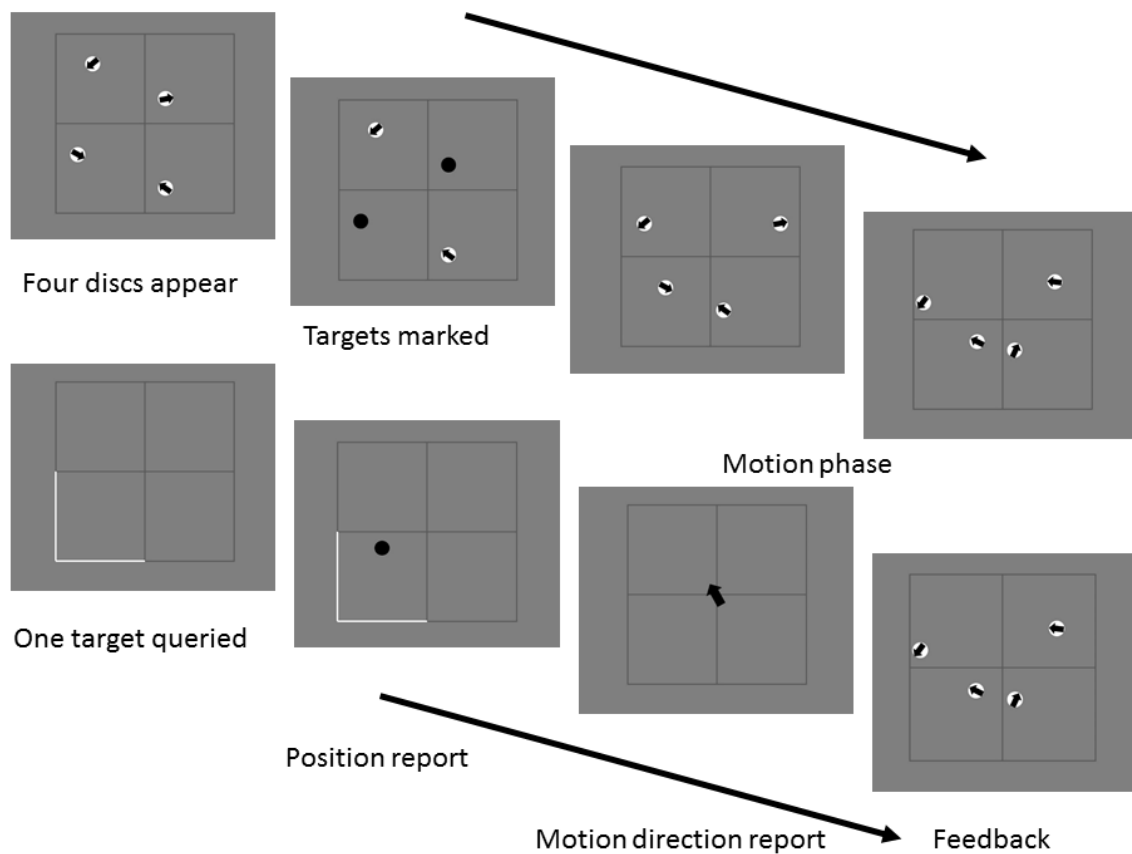 Four discs appear
Targets marked
Motion phase
One target queried
Position report
Motion direction report
Feedback